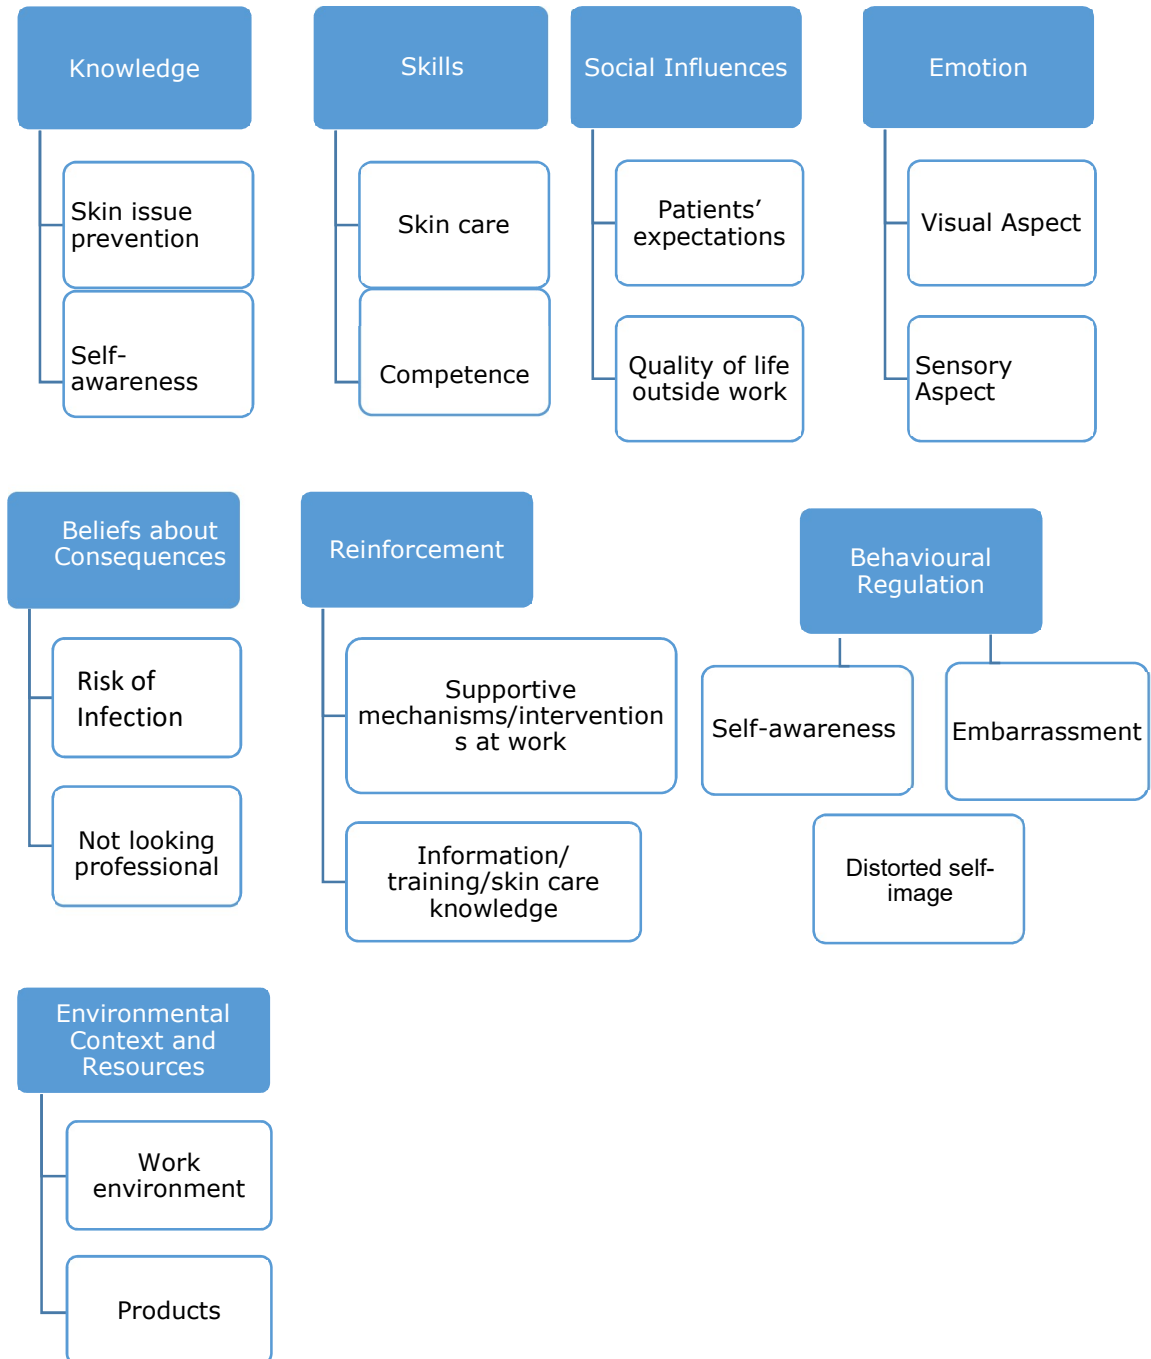 Knowledge
Skills
Social Influences
Emotion
Skin issue
prevention
Skin care
Patients’
expectations
Visual Aspect
Self-
awareness
Competence
Quality of life
outside work
Sensory
Aspect
Beliefs about
Consequences
Reinforcement
Behavioural
Regulation
Risk of
Infection
Supportive
mechanisms/intervention
s at work
Self-awareness
Embarrassment
Not looking
professional
Information/
training/skin care
knowledge
Distorted self-
image
Environmental
Context and
Resources
Work
environment
Products